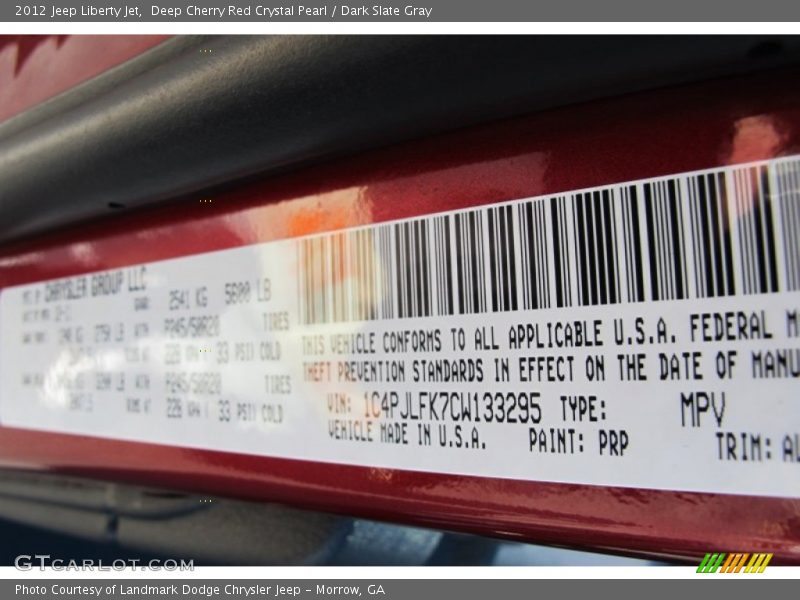 2012 Jeep Liberty Jet,  Deep Cherry Red Crystal Pearl / Dark Slate Gray
CHRYSLER GROUP LLC
2541 KG 5600 LB
P245/50R20 TIRES
228 33 PSI COLD
P245/50R20 TIRES
228 33 PSI COLD
THIS VEHICLE CONFORMS TO ALL APPLICABLE U.S.A. FEDERAL M
THEFT PREVENTION STANDARDS IN EFFECT ON THE DATE OF MANU
VIN: 1C4PJLFK7CW133295 TYPE: MPV
VEHICLE MADE IN U.S.A. PAINT: PRP TRIM: AL
GTCARLOT.COM
Photo Courtesy of Landmark Dodge Chrysler Jeep - Morrow, GA